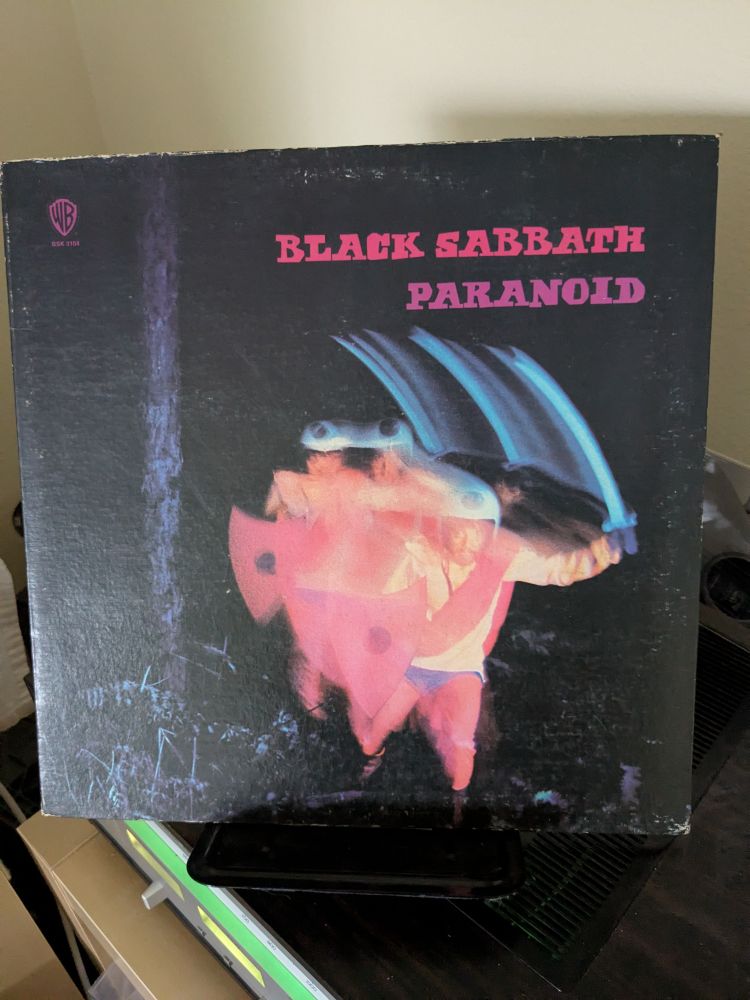 WB
BSK 3104
BLACK SABBATH
PARANOID